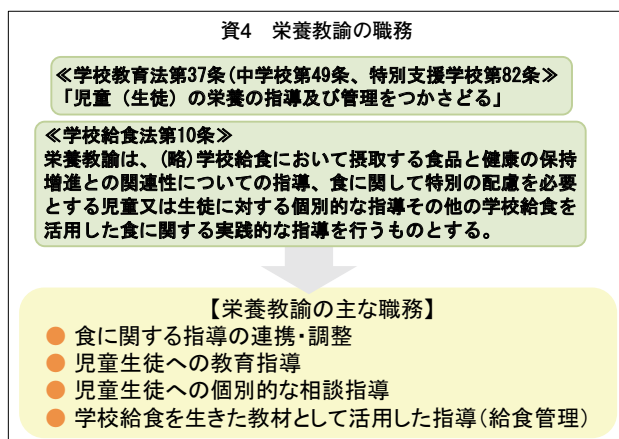 資4　栄養教諭の職務
≪学校教育法第37条(中学校第49条、特別支援学校第82条≫
「児童（生徒）の栄養の指導及び管理をつかさどる」
≪学校給食法第10条≫
栄養教諭は、(略)学校給食において摂取する食品と健康の保持
増進との関連性についての指導、食に関して特別の配慮を必要
とする児童又は生徒に対する個別的な指導その他の学校給食を
活用した食に関する実践的な指導を行うものとする。
【栄養教諭の主な職務】
● 食に関する指導の連携・調整
● 児童生徒への教育指導
● 児童生徒への個別的な相談指導
● 学校給食を生きた教材として活用した指導(給食管理)